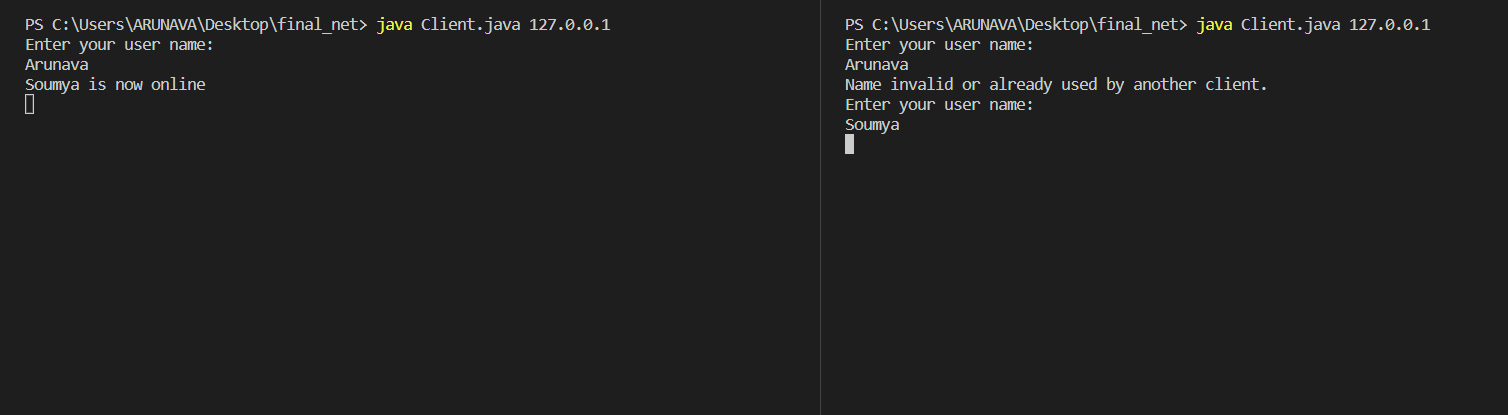 PS C:\Users\ARUNAVA\Desktop\final_net> java Client.java 127.0.0.1
Enter your user name:
Arunava
Soumya is now online
PS C:\Users\ARUNAVA\Desktop\final_net> java Client.java 127.0.0.1
Enter your user name:
Arunava
Name invalid or already used by another client.
Enter your user name:
Soumya